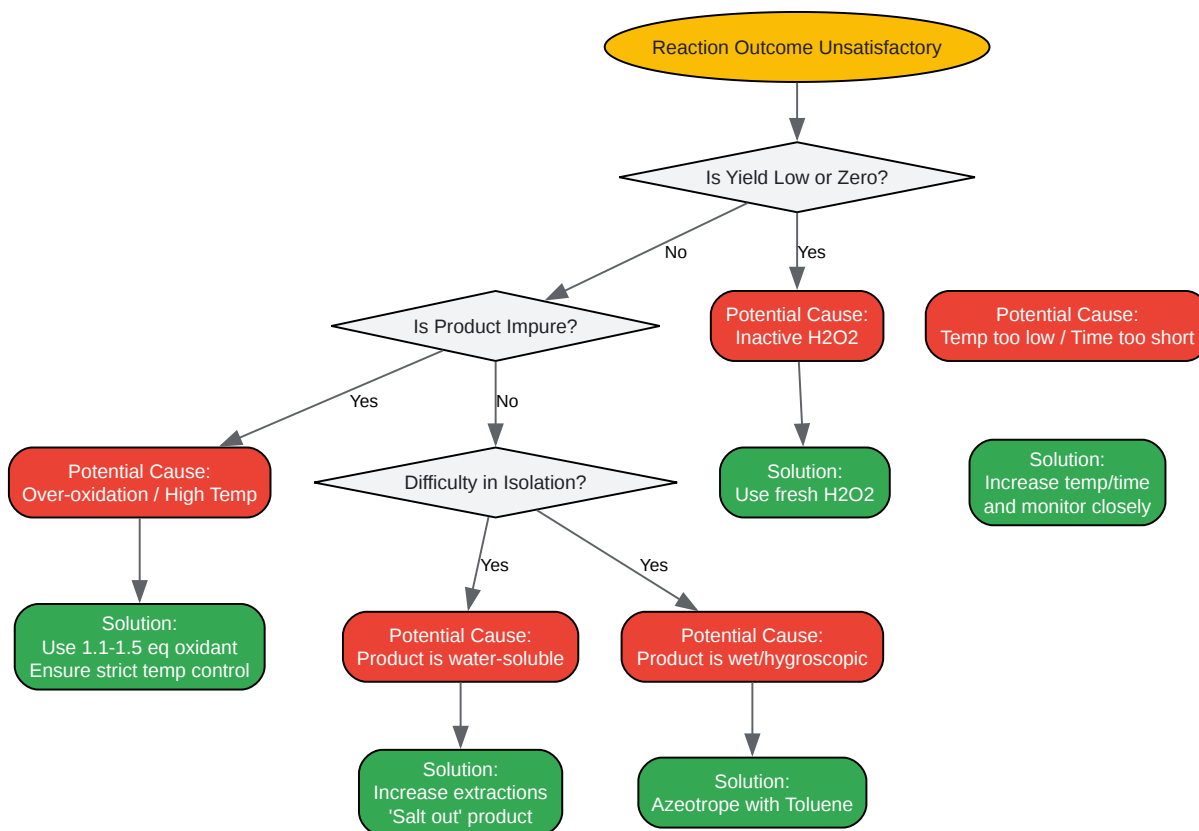 Reaction Outcome Unsatisfactory
Is Yield Low or Zero?
No
Yes
Is Product Impure?
Potential Cause:
Inactive H2O2
Potential Cause:
Temp too low / Time too short
Yes
No
Potential Cause:
Over-oxidation / High Temp
Difficulty in Isolation?
Solution:
Use fresh H2O2
Solution:
Increase temp/time
and monitor closely
Yes
Yes
Solution:
Use 1.1-1.5 eq oxidant
Ensure strict temp control
Potential Cause:
Product is water-soluble
Potential Cause:
Product is wet/hygroscopic
Solution:
Increase extractions
'Salt out' product
Solution:
Azeotrope with Toluene